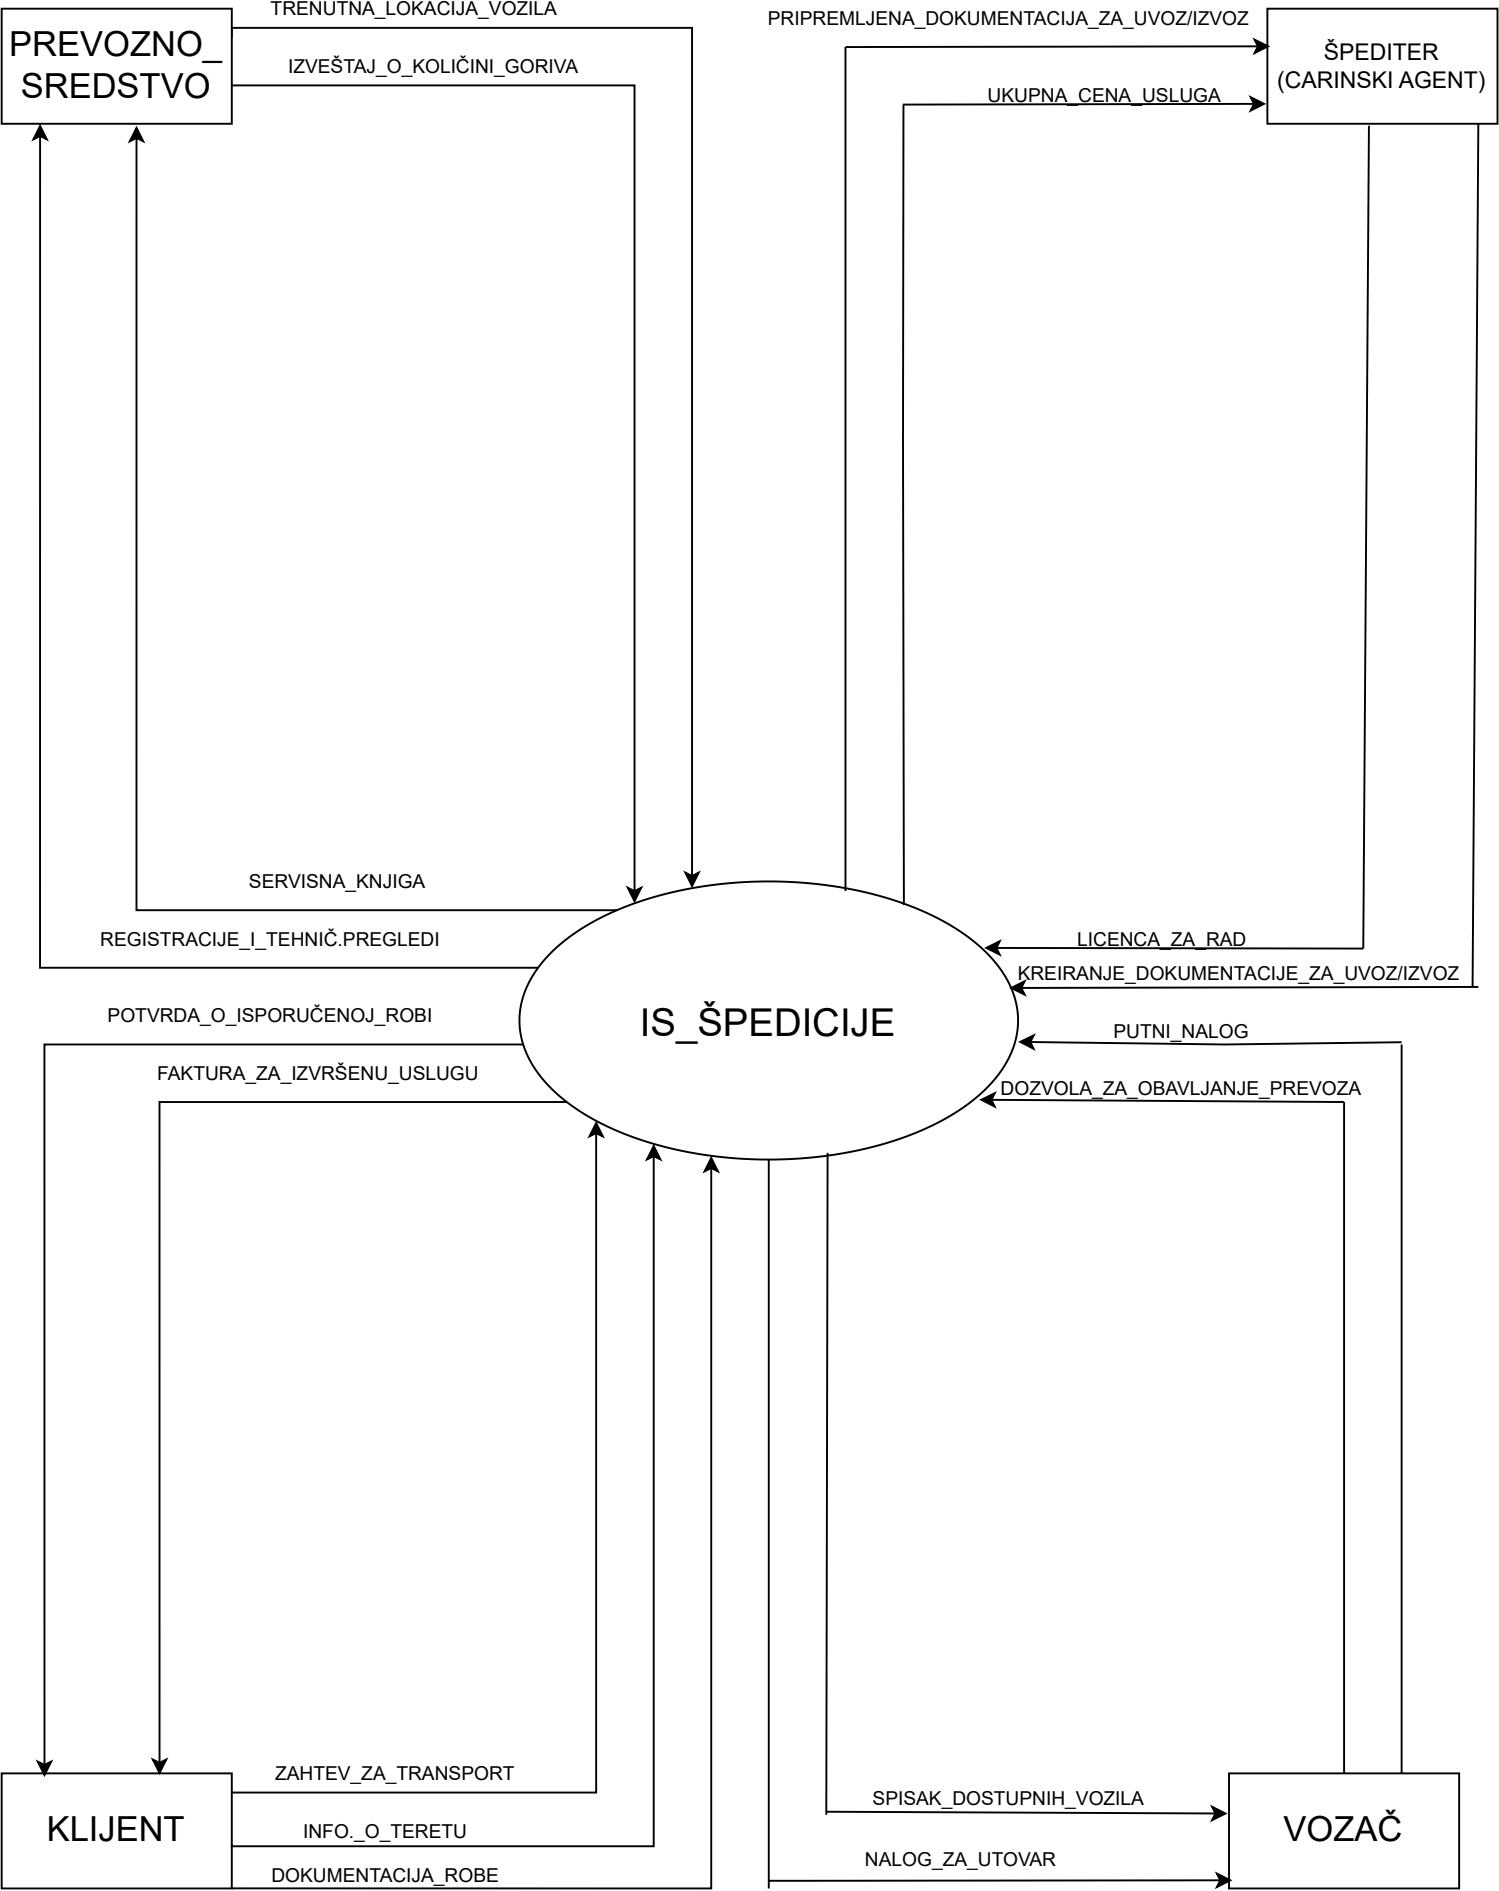 TRENUTNA_LOKACIJA_VOZILA
PRIPREMLJENA_DOKUMENTACIJA_ZA_UVOZ/IZVOZ
PREVOZNO_
SREDSTVO
IZVEŠTAJ_O_KOLIČINI_GORIVA
ŠPEDITER
(CARINSKI AGENT)
UKUPNA_CENA_USLUGA
SERVISNA_KNJIGA
REGISTRACIJE_I_TEHNIČ.PREGLEDI
LICENCA_ZA_RAD
KREIRANJE_DOKUMENTACIJE_ZA_UVOZ/IZVOZ
POTVRDA_O_ISPORUČENOJ_ROBI
IS_ŠPEDICIJE
PUTNI_NALOG
FAKTURA_ZA_IZVRŠENU_USLUGU
DOZVOLA_ZA_OBAVLJANJE_PREVOZA
ZAHTEV_ZA_TRANSPORT
SPISAK_DOSTUPNIH_VOZILA
KLIJENT
INFO._O_TERETU
VOZAČ
NALOG_ZA_UTOVAR
DOKUMENTACIJA_ROBE